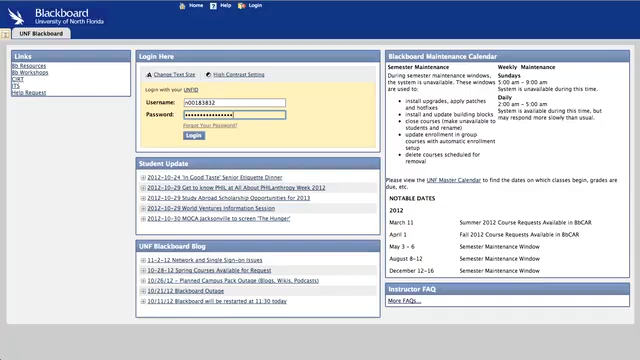 Blackboard
University of North Florida
Home Help Login
UNF Blackboard
Links
Bb Resources
Bb Workshops
CIRT
ITS
Help Request
Login Here
Change Text Size High Contrast Setting
Login with your UNFID
Username: n00183832
Password: ••••••••••••••••
Forgot Your Password?
Login
Student Update
2012-10-24 'In Good Taste' Senior Etiquette Dinner
2012-10-29 Get to know PHIL at All About PHILanthropy Week 2012
2012-10-29 Study Abroad Scholarship Opportunities for 2013
2012-10-29 World Ventures Information Session
2012-10-30 MOCA Jacksonville to screen 'The Hunger'
UNF Blackboard Blog
11-2-12 Network and Single Sign-on Issues
10-28-12 Spring Courses Available for Request
10/26/12 - Planned Campus Pack Outage (Blogs, Wikis, Podcasts)
10/21/12 Blackboard Outage
10/11/12 Blackboard will be restarted at 11:30 today
Blackboard Maintenance Calendar
Semester Maintenance
During semester maintenance windows,
the system is unavailable. These windows
are used to:
• install upgrades, apply patches
and hotfixes
• install and update building blocks
• close courses (make unavailable to
students and rename)
• update enrollment in group
courses with automatic enrollment
setup
• delete courses scheduled for
removal
Weekly Maintenance
Sundays
5:00 am - 9:00 am
System is unavailable during this time.
Daily
2:00 am - 5:00 am
System is available during this time, but
may respond more slowly than usual.
Please view the UNF Master Calendar to find the dates on which classes begin, grades are
due, etc.
NOTABLE DATES
2012
March 11 Summer 2012 Course Requests Available in BbCAR
April 1 Fall 2012 Course Requests Available in BbCAR
May 3 - 6 Semester Maintenance Window
August 8-12 Semester Maintenance Window
December 12-16 Semester Maintenance Window
Instructor FAQ
More FAQs...